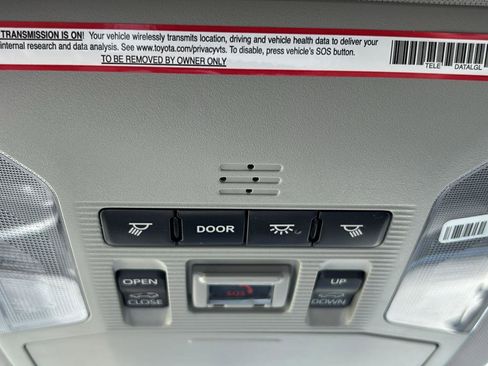 TRANSMISSION IS ON! Your vehicle wirelessly transmits location, driving and vehicle health data to deliver your
internal research and data analysis. See www.toyota.com/privacyvts. To disable, press vehicle's SOS button.
TO BE REMOVED BY OWNER ONLY
TELE DATALGL
DOOR
OPEN
CLOSE
SOS
UP
DOWN